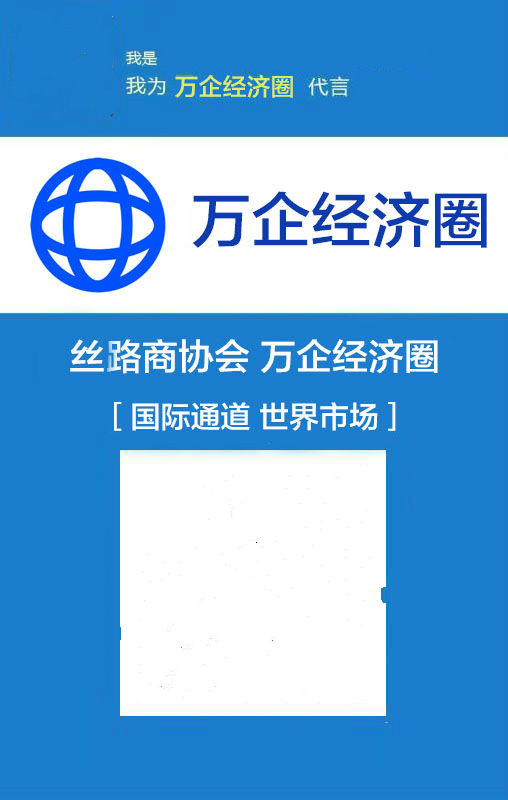 我是
我为 万企经济圈 代言
万企经济圈
丝路商协会 万企经济圈
[ 国际通道 世界市场 ]